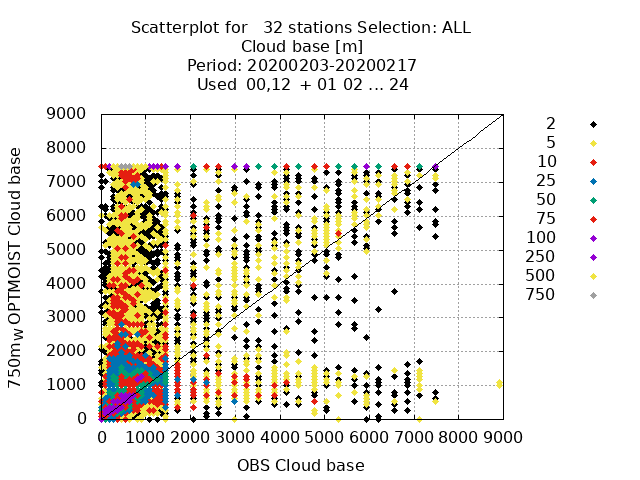 Scatterplot for 32 stations Selection: ALL
Cloud base [m]
Period: 20200203-20200217
Used 00,12 + 01 02 ... 24
9000
8000
7000
6000
5000
4000
3000
2000
1000
0
750mw OPTMOIST Cloud base
0 1000 2000 3000 4000 5000 6000 7000 8000 9000
OBS Cloud base
2
5
10
25
50
75
100
250
500
750